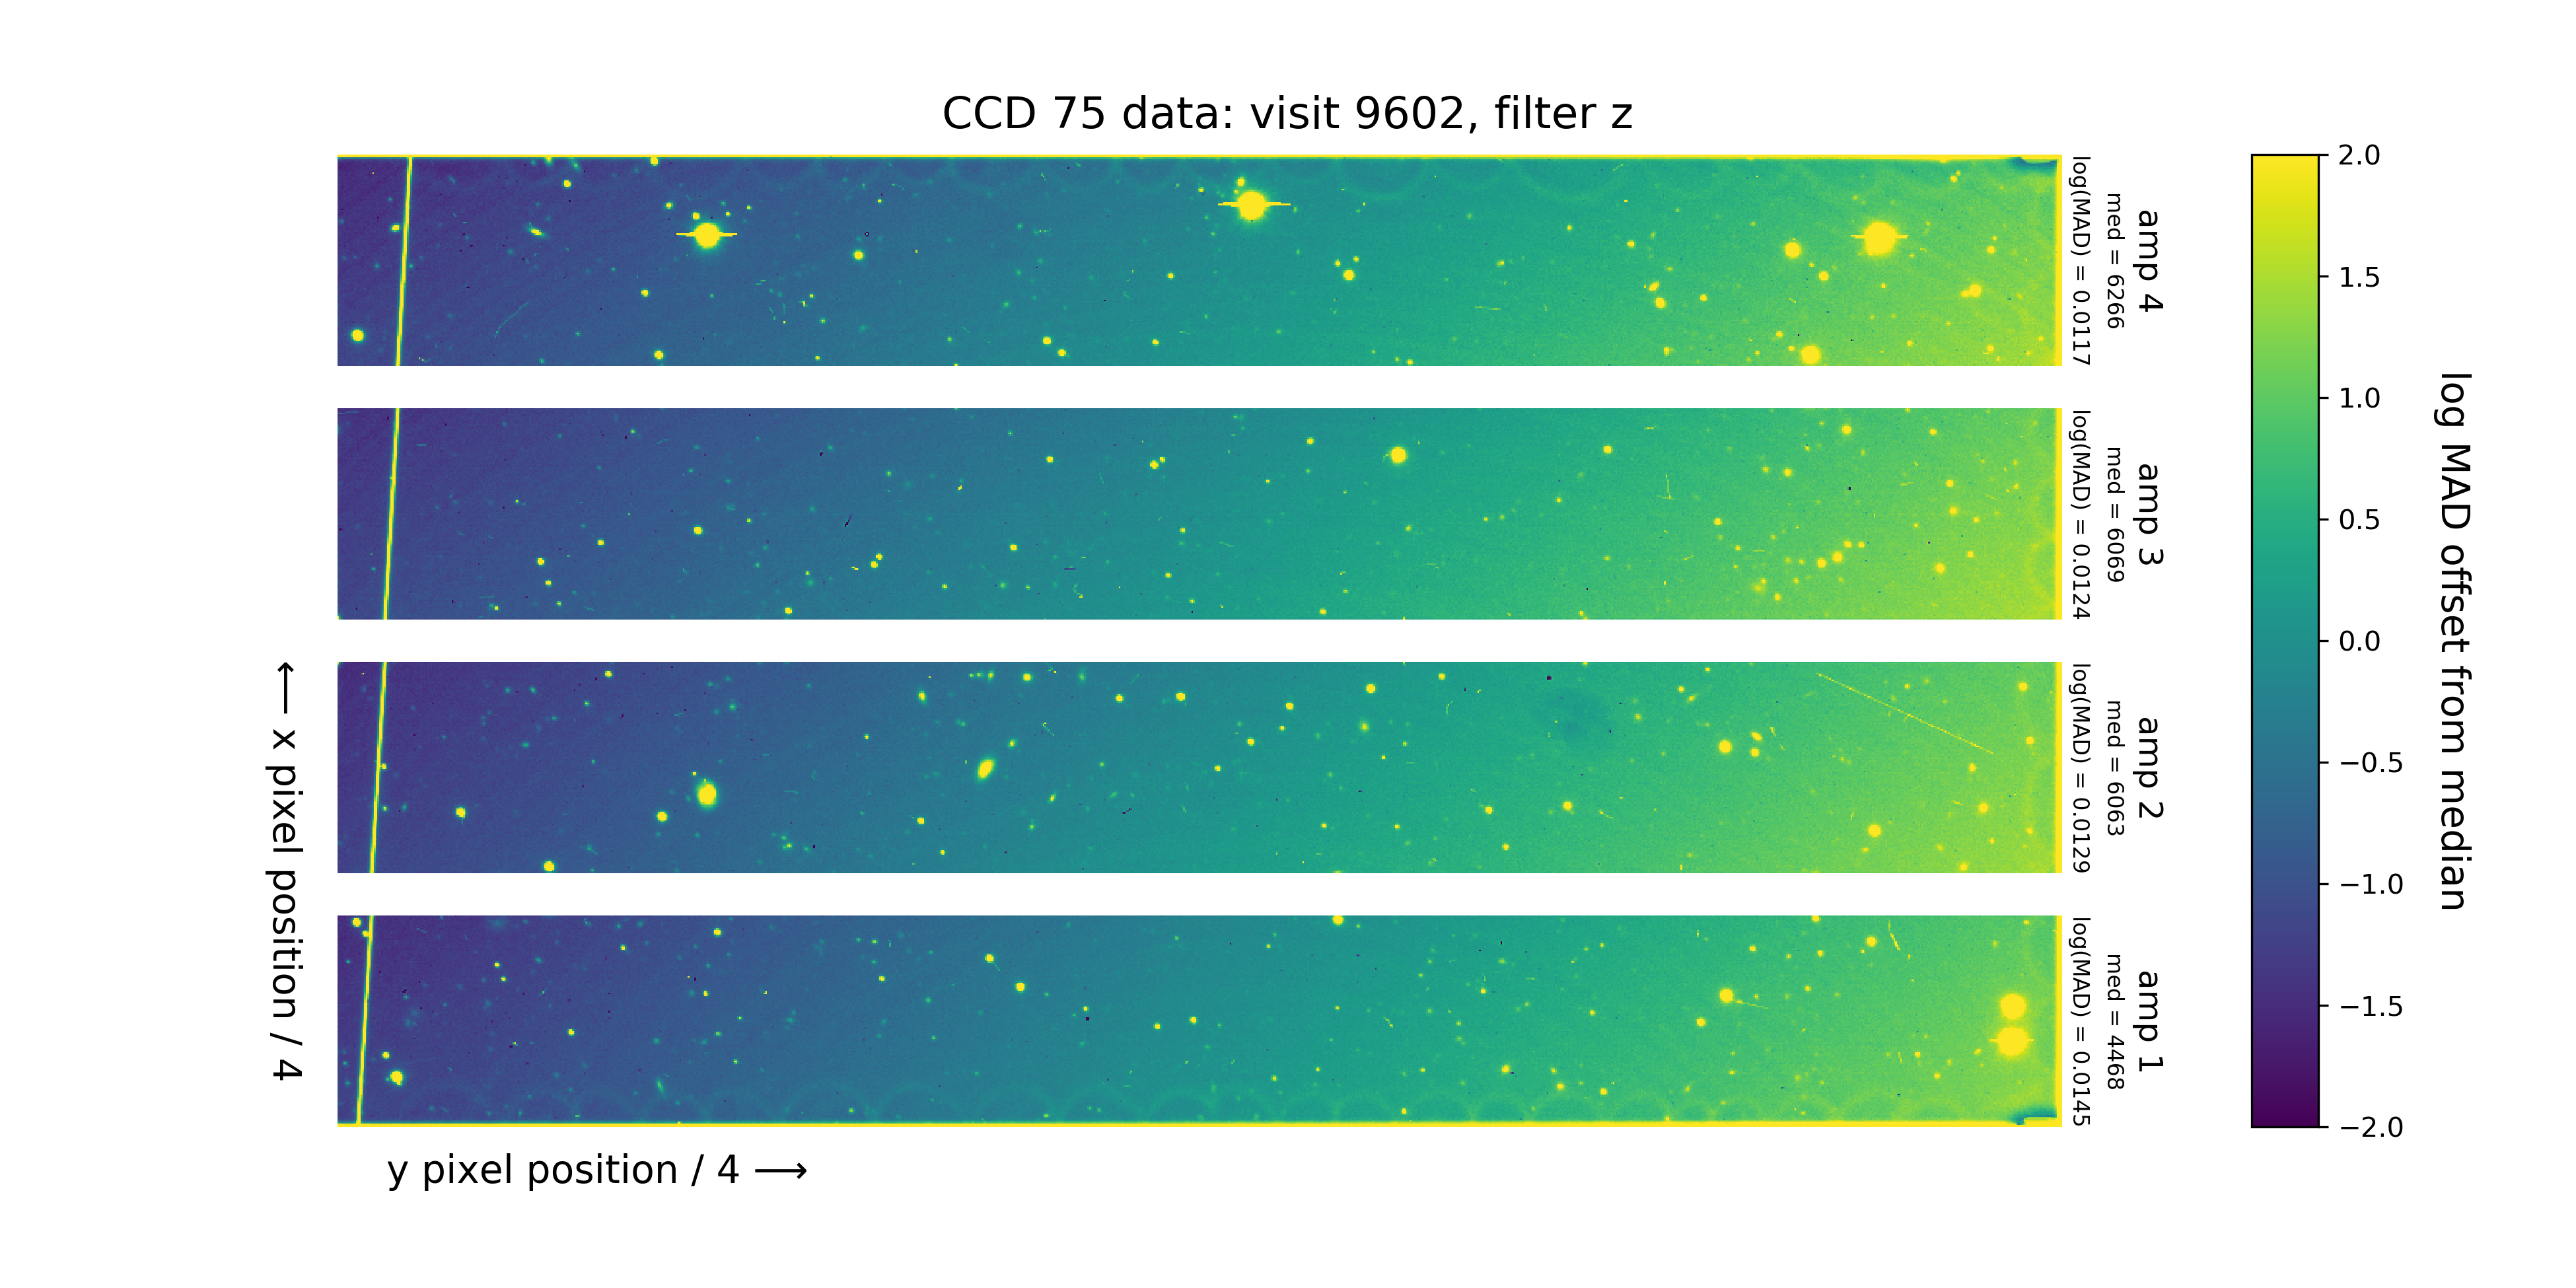 CCD 75 data: visit 9602, filter z
amp 4
med = 6266
log(MAD) = 0.0117
amp 3
med = 6069
log(MAD) = 0.0124
amp 2
med = 6063
log(MAD) = 0.0129
amp 1
med = 4468
log(MAD) = 0.0145
⟵ x pixel position / 4
y pixel position / 4 ⟶
2.0
1.5
1.0
0.5
0.0
−0.5
−1.0
−1.5
−2.0
log MAD offset from median